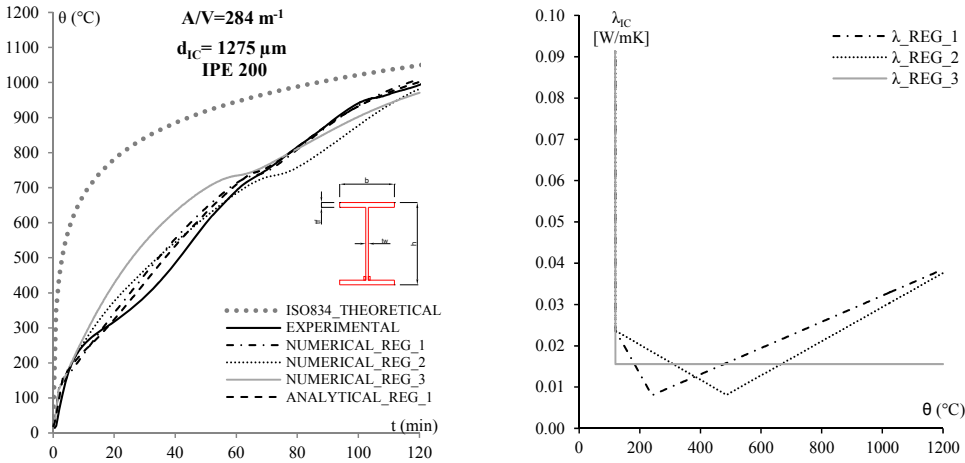 θ (°C)
A/V=284 m⁻¹
d_IC= 1275 µm
IPE 200
1200
1100
1000
900
800
700
600
500
400
300
200
100
0
b
h
tw
ISO834_THEORETICAL
EXPERIMENTAL
NUMERICAL_REG_1
NUMERICAL_REG_2
NUMERICAL_REG_3
ANALYTICAL_REG_1
t (min)
0 20 40 60 80 100 120
λ_IC
[W/mK]
λ_REG_1
λ_REG_2
λ_REG_3
0.10
0.09
0.08
0.07
0.06
0.05
0.04
0.03
0.02
0.01
0.00
θ (°C)
0 200 400 600 800 1000 1200